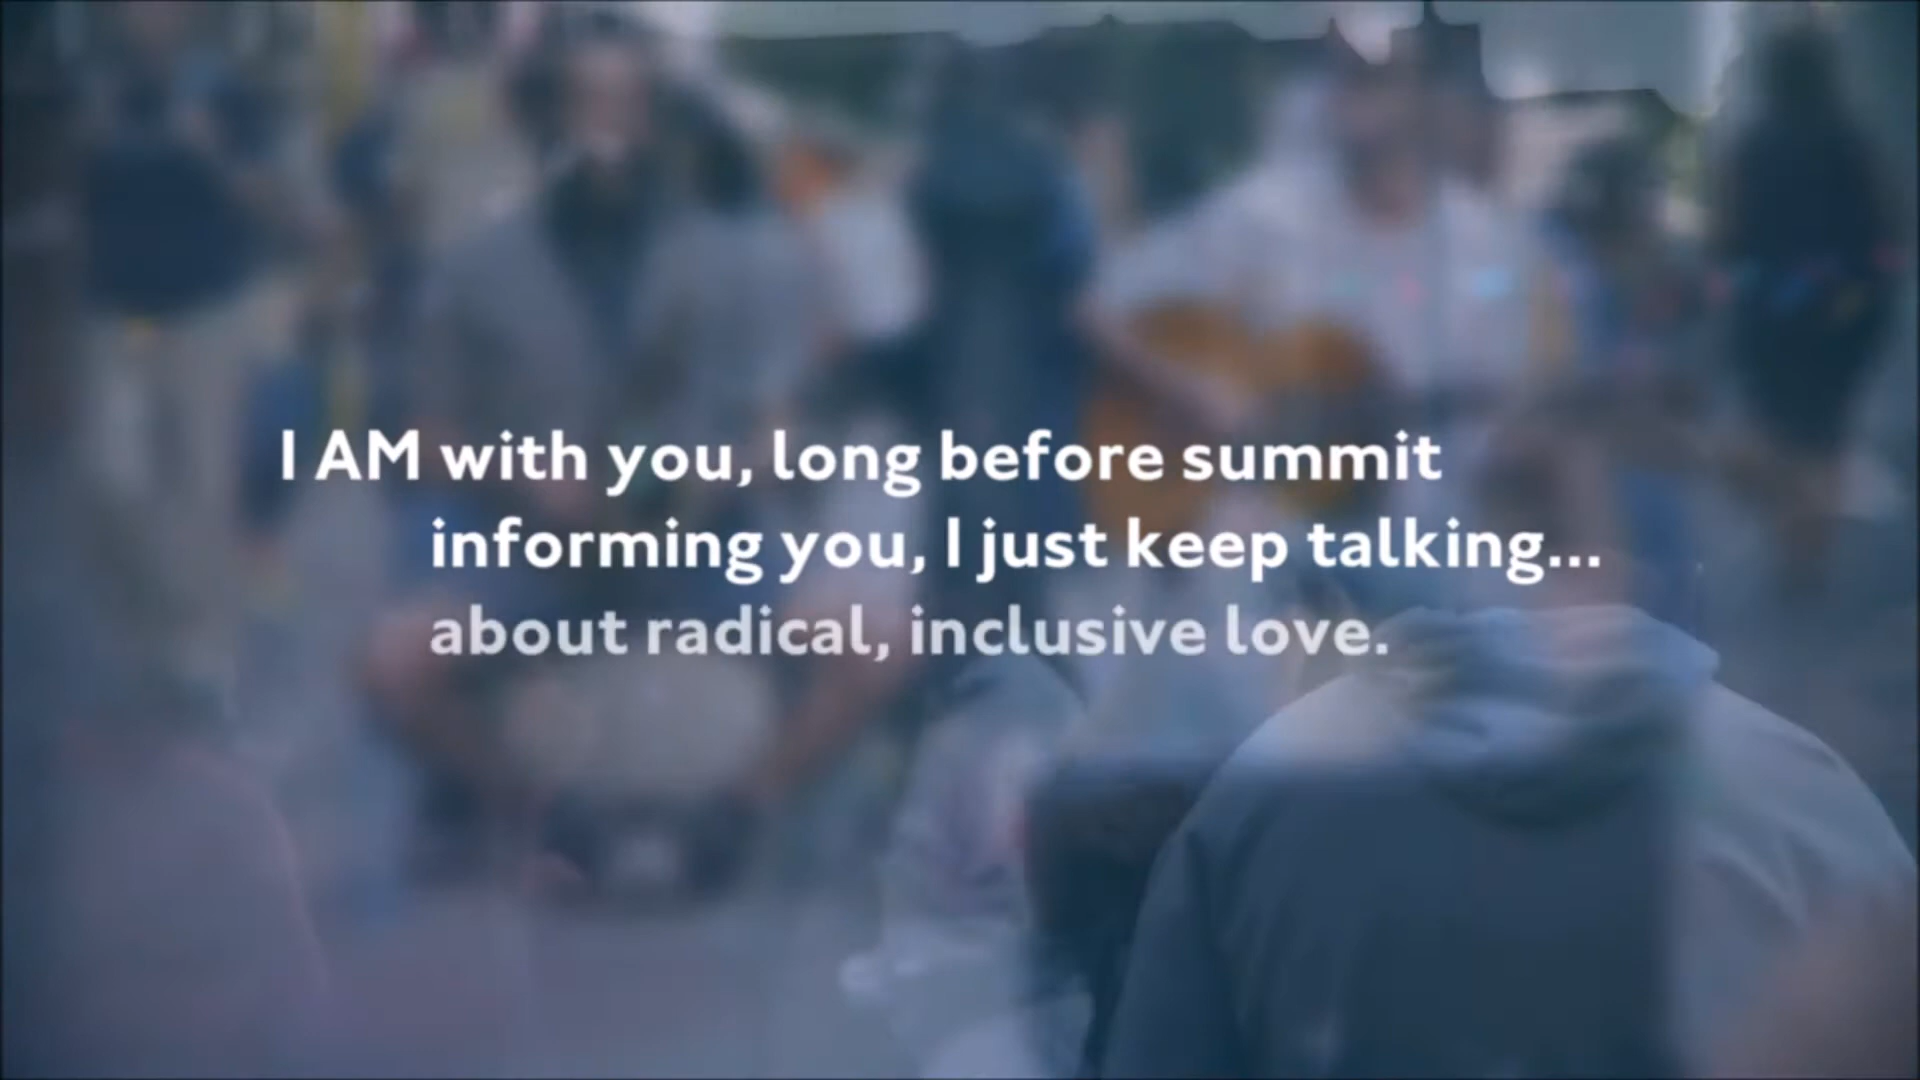 I AM with you, long before summit
informing you, I just keep talking...
about radical, inclusive love.